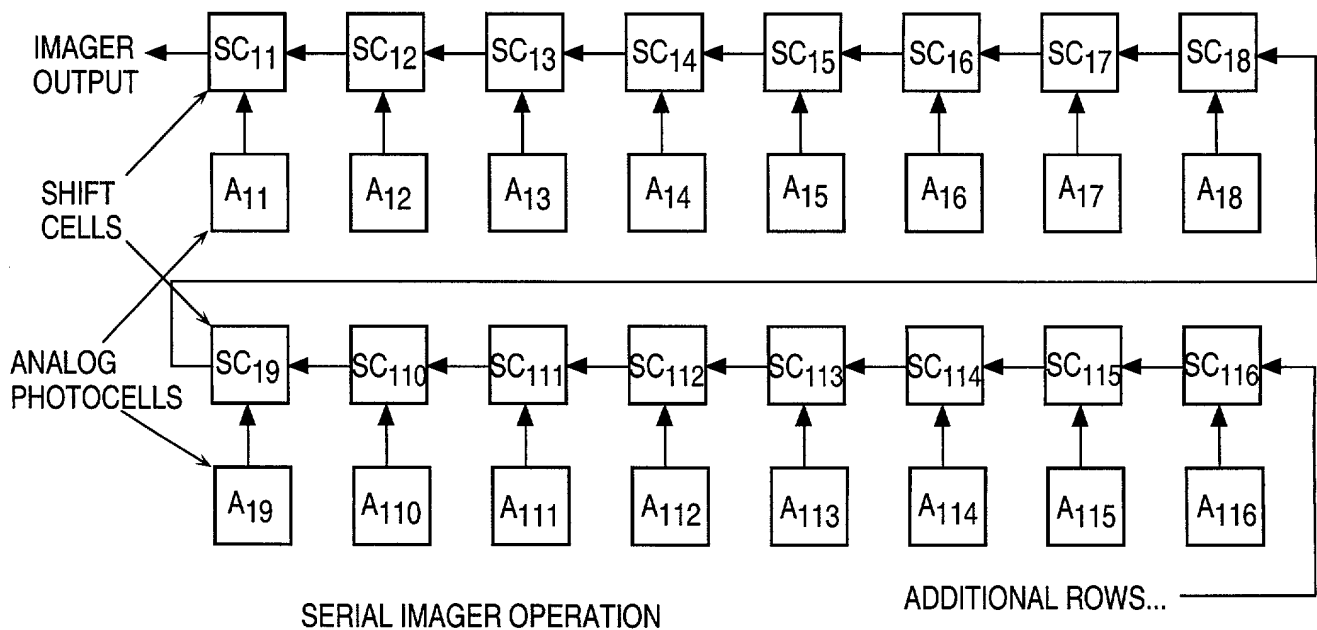 IMAGER
OUTPUT
SC11 SC12 SC13 SC14 SC15 SC16 SC17 SC18
A11 A12 A13 A14 A15 A16 A17 A18
SHIFT
CELLS
ANALOG
PHOTOCELLS
SC19 SC110 SC111 SC112 SC113 SC114 SC115 SC116
A19 A110 A111 A112 A113 A114 A115 A116
ADDITIONAL ROWS...
SERIAL IMAGER OPERATION